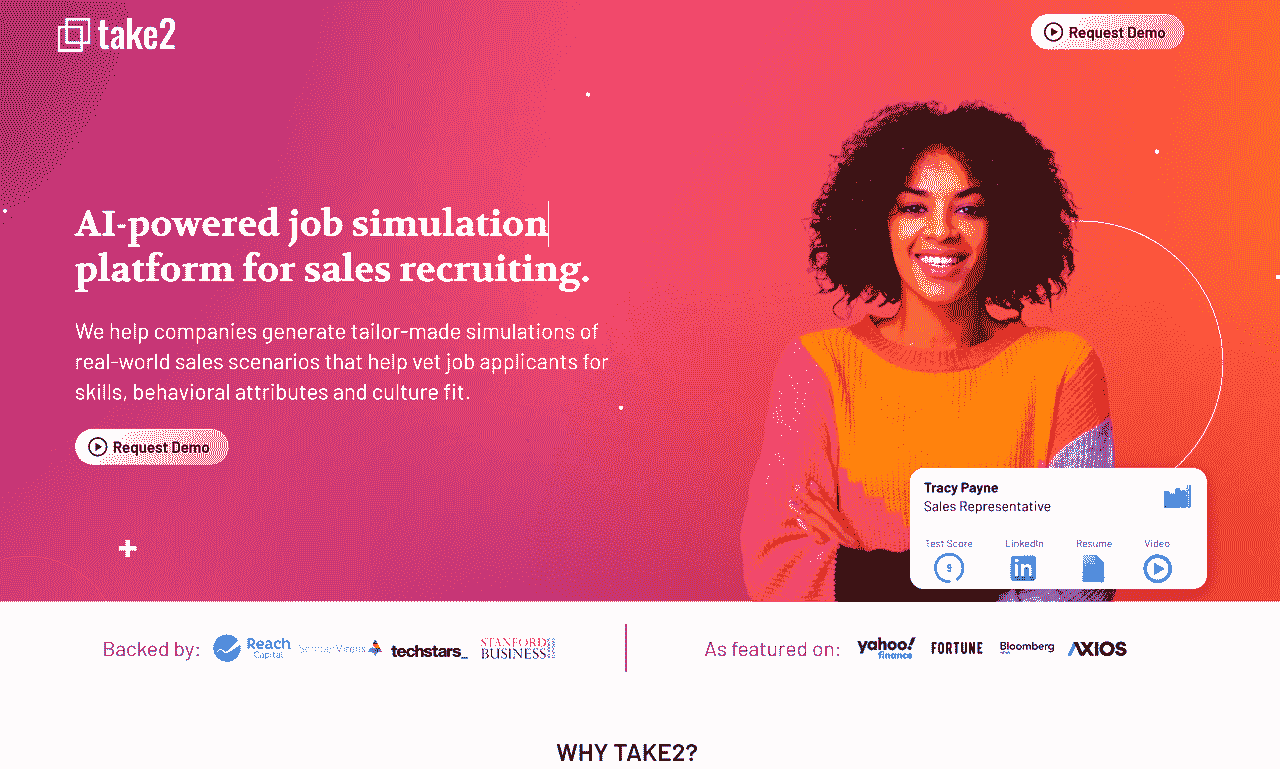 take2
Request Demo
AI-powered job simulation
platform for sales recruiting.
We help companies generate tailor-made simulations of
real-world sales scenarios that help vet job applicants for
skills, behavioral attributes and culture fit.
Request Demo
Tracy Payne
Sales Representative
Test Score LinkedIn Resume Video
9 in
Backed by: Reach Capital techstars_ STANFORD BUSINESS
As featured on: yahoo! finance FORTUNE Bloomberg AXIOS
WHY TAKE2?